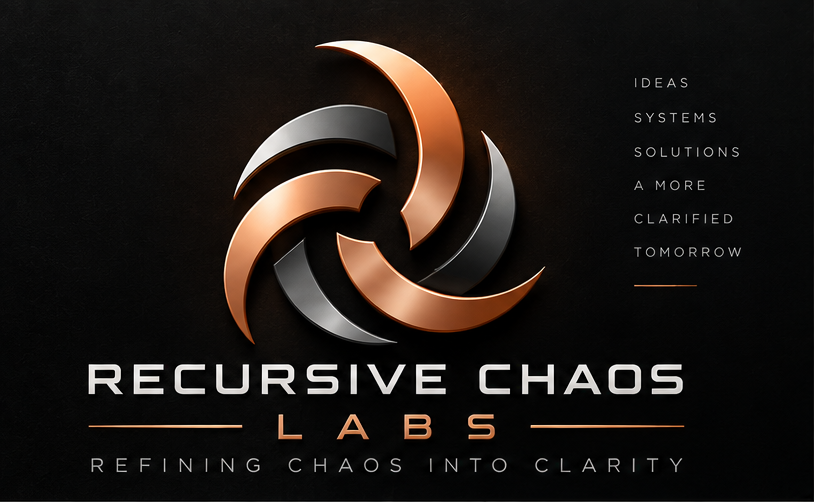 IDEAS
SYSTEMS
SOLUTIONS
A MORE
CLARIFIED
TOMORROW
RECURSIVE CHAOS
LABS
REFINING CHAOS INTO CLARITY